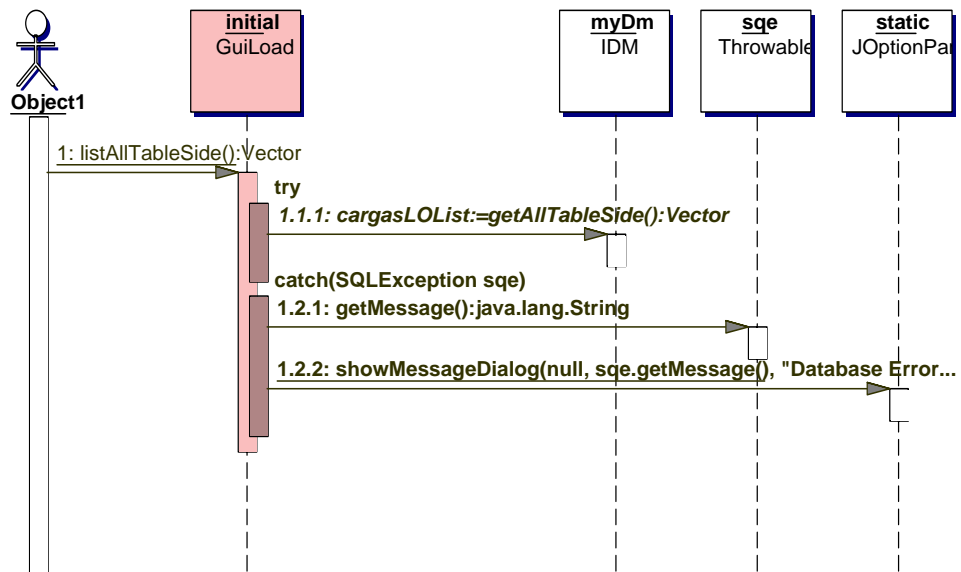 initial
GuiLoad
myDm
IDM
sqe
Throwable
static
JOptionPa
Object1
1: listAllTableSide():Vector
try
1.1.1: cargasLOList:=getAllTableSide():Vector
catch(SQLException sqe)
1.2.1: getMessage():java.lang.String
1.2.2: showMessageDialog(null, sqe.getMessage(), "Database Error...